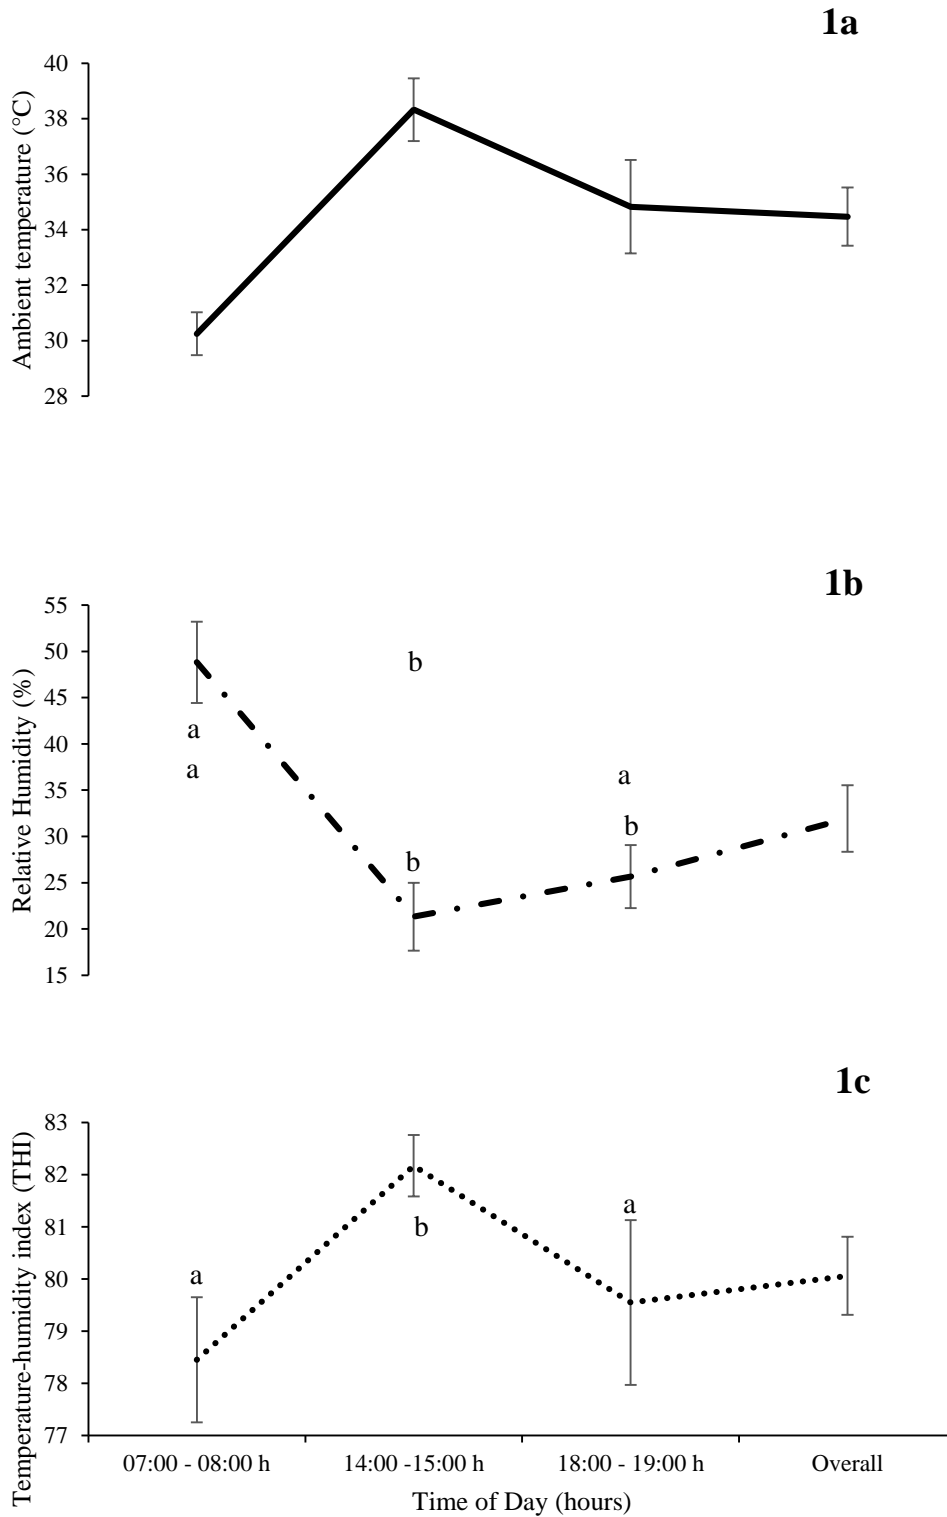 1a
Ambient temperature (°C)
40
38
36
34
32
30
28
1b
Relative Humidity (%)
55
50
45
40
35
30
25
20
15
b
a
a
a
b
b
1c
Temperature-humidity index (THI)
83
82
81
80
79
78
77
a
b
a
07:00 - 08:00 h
14:00 -15:00 h
18:00 - 19:00 h
Overall
Time of Day (hours)